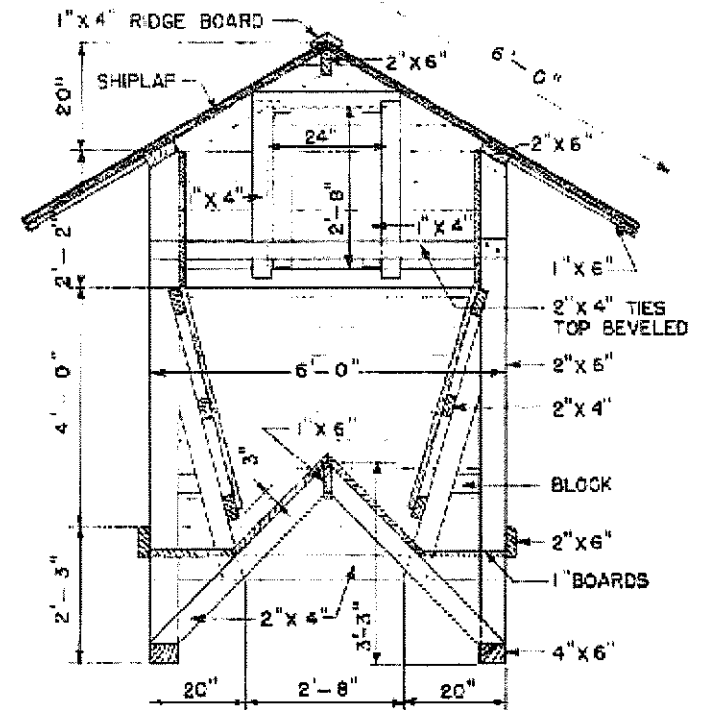 1" X 4" RIDGE BOARD
2" X 6"
6'-0"
20"
SHIPLAP
24"
2" X 6"
1" X 4"
2'-8"
1" X 4"
2'-2"
1" X 6"
2" X 4" TIES
TOP BEVELED
6'-0"
2" X 6"
4'-0"
2" X 4"
1" X 6"
3"
BLOCK
2" X 6"
1" BOARDS
2'-3"
2" X 4"
3'-3"
4" X 6"
20"
2'-8"
20"